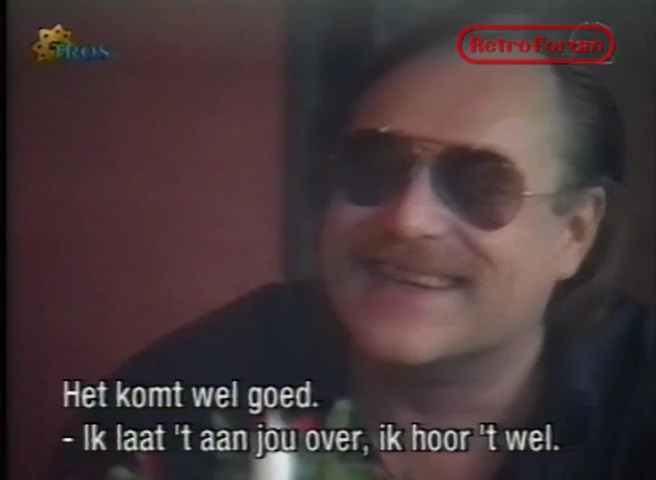 TROS
Retroforum
Het komt wel goed.
- Ik laat 't aan jou over, ik hoor 't wel.